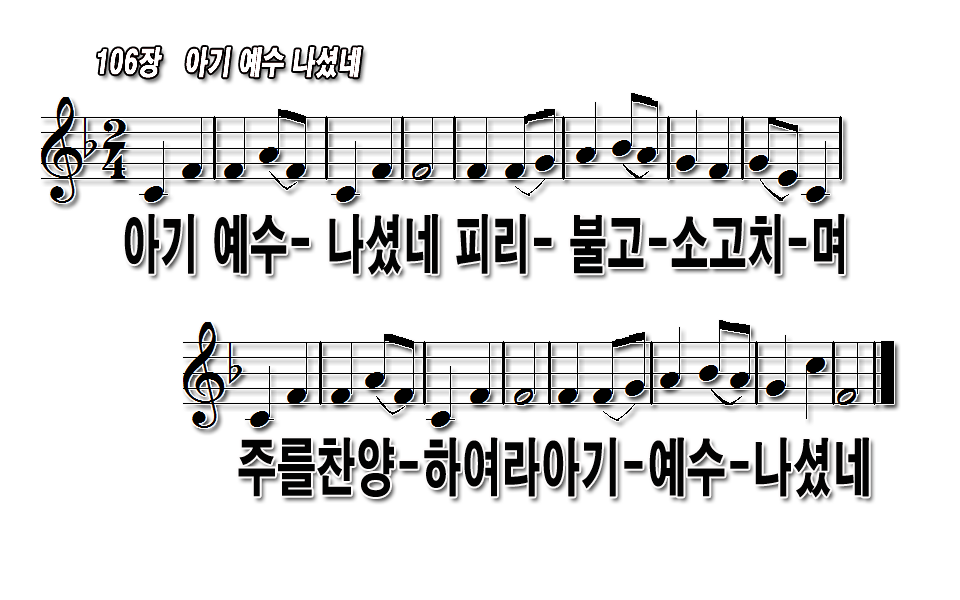 106장 아기 예수 나셨네
2
4
아기 예수- 나셨네 피리- 불고-소고치-며
주를찬양-하여라아기-예수-나셨네